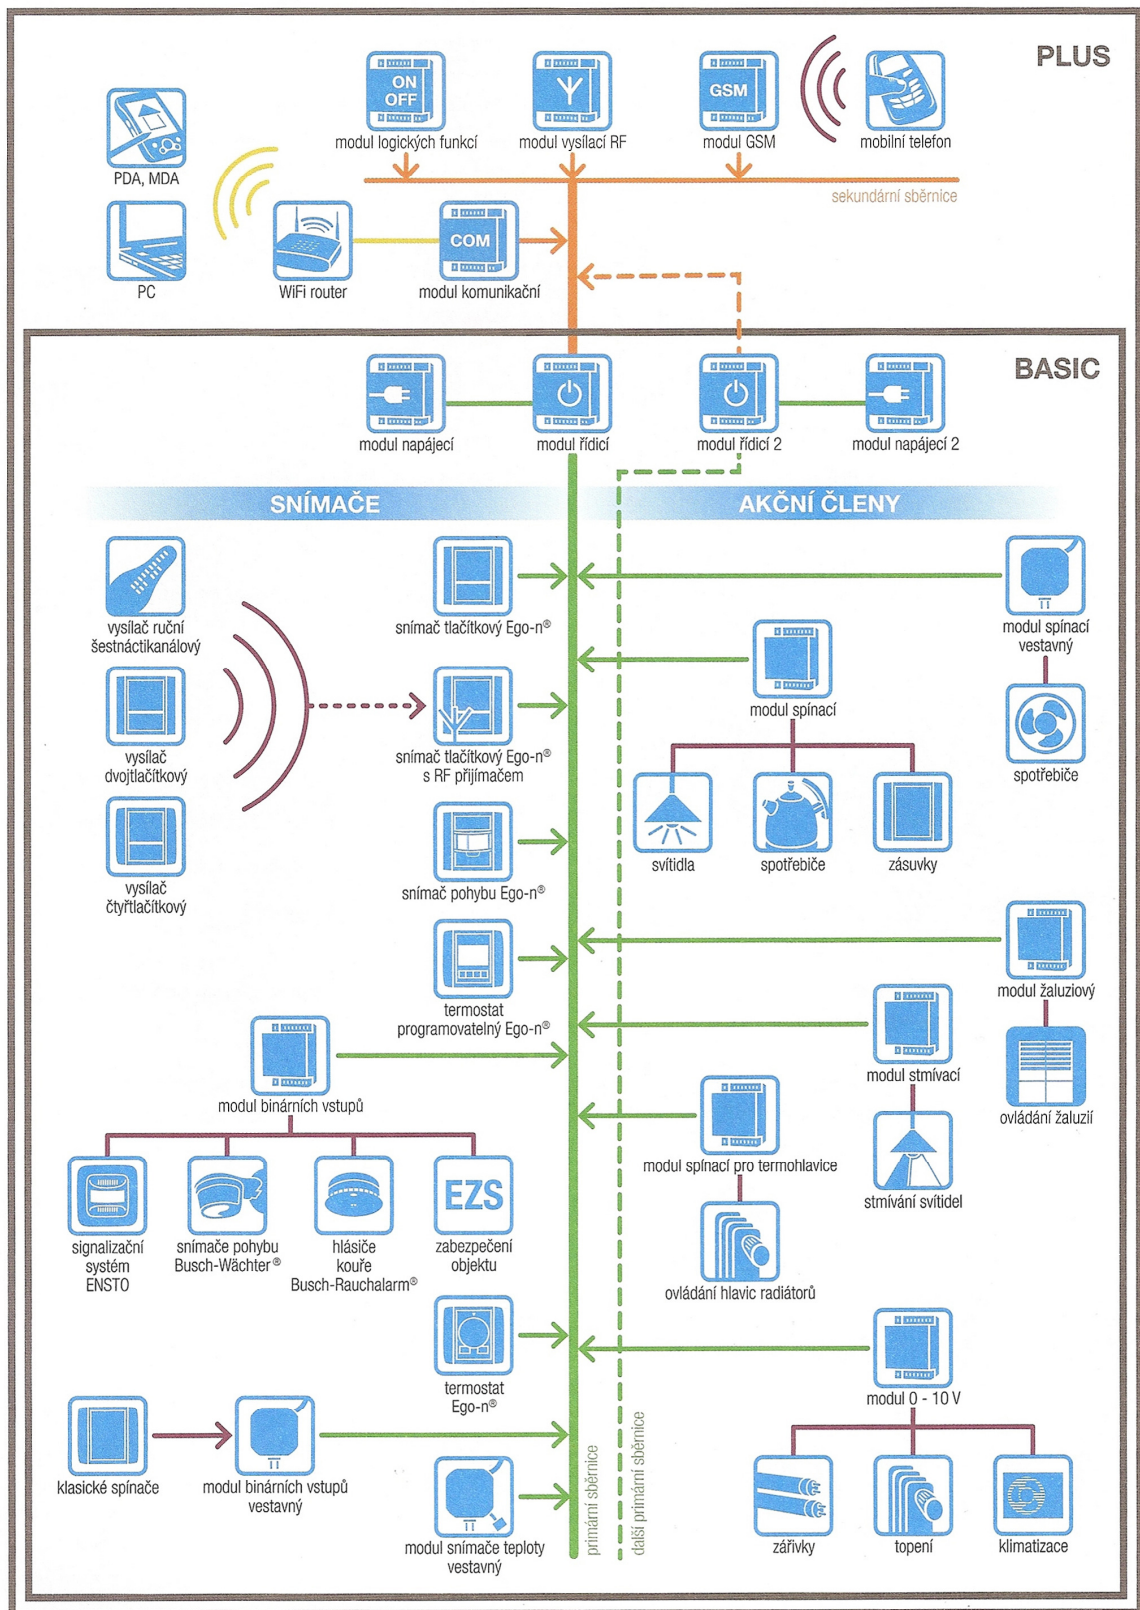 PLUS
ON
OFF
GSM
modul logických funkcí
modul vysílací RF
modul GSM
mobilní telefon
PDA, MDA
sekundární sběrnice
COM
PC
WiFi router
modul komunikační
BASIC
modul napájecí
modul řídicí
modul řídicí 2
modul napájecí 2
SNÍMAČE
AKČNÍ ČLENY
vysílač ruční
šestnáctikanálový
snímač tlačítkový Ego-n®
modul spínací
vestavný
modul spínací
vysílač
dvojtlačítkový
snímač tlačítkový Ego-n®
s RF přijímačem
spotřebiče
svítidla
spotřebiče
zásuvky
vysílač
čtyřtlačítkový
snímač pohybu Ego-n®
modul žaluziový
termostat
programovatelný Ego-n®
modul stmívací
modul binárních vstupů
ovládání žaluzií
modul spínací pro termohlavice
EZS
stmívání svítidel
signalizační
systém
ENSTO
snímače pohybu
Busch-Wächter®
hlásiče
kouře
Busch-Rauchalarm®
zabezpečení
objektu
ovládání hlavic radiátorů
termostat
Ego-n®
modul 0 - 10 V
klasické spínače
modul binárních vstupů
vestavný
primární sběrnice
další primární sběrnice
modul snímače teploty
vestavný
zářivky
topení
klimatizace